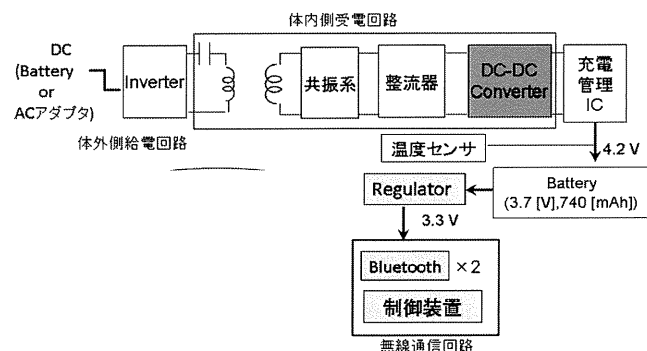 体内側受電回路
DC
(Battery
or
ACアダプタ)
Inverter
共振系
整流器
DC-DC
Converter
充電
管理
IC
体外側給電回路
温度センサ
4.2 V
Regulator
Battery
(3.7 [V],740 [mAh])
3.3 V
Bluetooth ×2
制御装置
無線通信回路